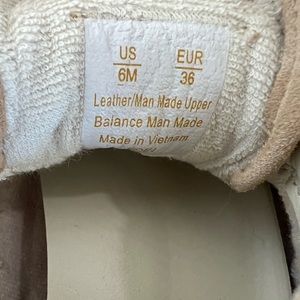 US EUR
6M 36
Leather/Man Made Upper
Balance Man Made
Made in Vietnam